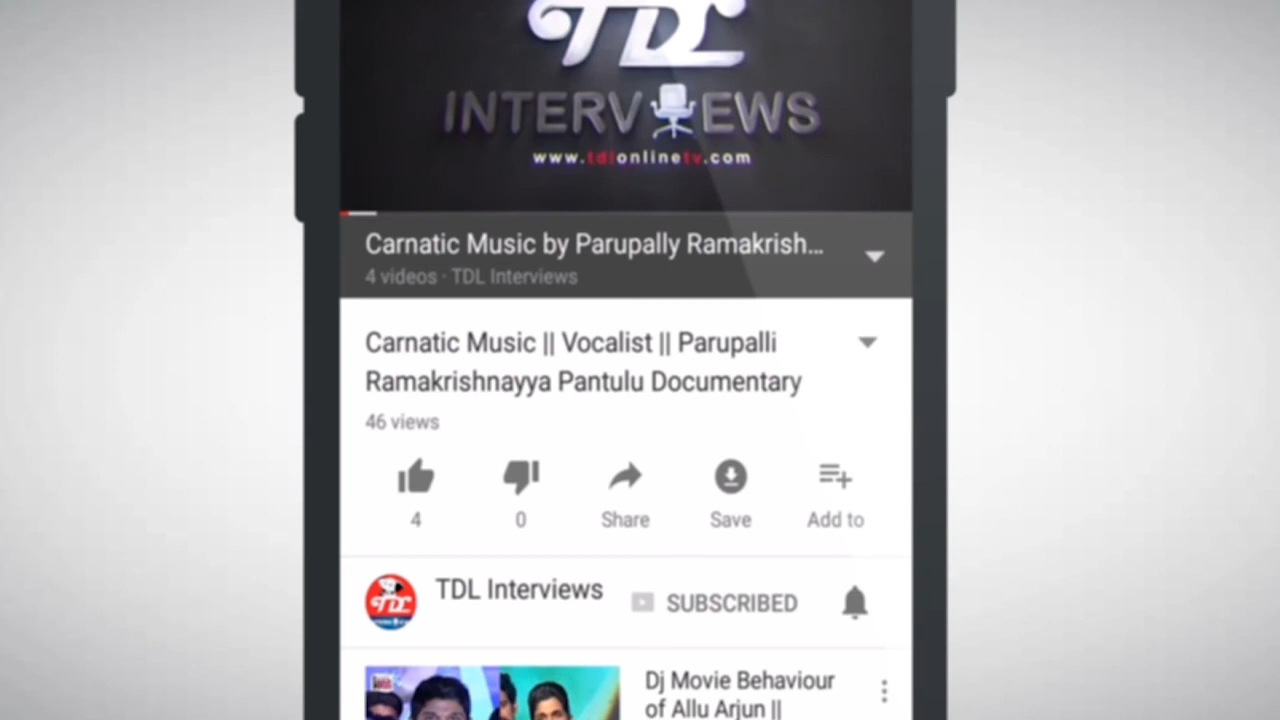 TDL
INTERVIEWS
www.tdlonlinetv.com
Carnatic Music by Parupally Ramakrish...
4 videos · TDL Interviews
Carnatic Music || Vocalist || Parupalli
Ramakrishnayya Pantulu Documentary
46 views
4
0
Share
Save
Add to
TDL Interviews
SUBSCRIBED
TDL
Dj Movie Behaviour
of Allu Arjun ||